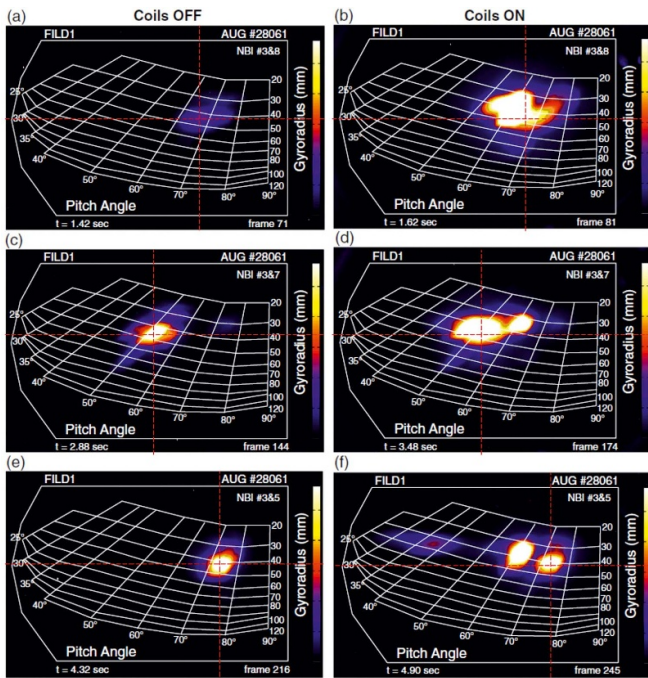 Coils OFF
Coils ON
(a)
FILD1
AUG #28061
NBI #3&8
25°
30°
35°
40°
50°
60°
70°
80°
90°
20
30
40
50
60
70
80
100
120
Gyroradius (mm)
Pitch Angle
t = 1.42 sec
frame 71
(b)
FILD1
AUG #28061
NBI #3&8
25°
30°
35°
40°
50°
60°
70°
80°
90°
20
30
40
50
60
70
80
100
120
Gyroradius (mm)
Pitch Angle
t = 1.62 sec
frame 81
(c)
FILD1
AUG #28061
NBI #3&7
25°
30°
35°
40°
50°
60°
70°
80°
90°
20
30
40
50
60
70
80
100
120
Gyroradius (mm)
Pitch Angle
t = 2.88 sec
frame 144
(d)
FILD1
AUG #28061
NBI #3&7
25°
30°
35°
40°
50°
60°
70°
80°
90°
20
30
40
50
60
70
80
100
120
Gyroradius (mm)
Pitch Angle
t = 3.48 sec
frame 174
(e)
FILD1
AUG #28061
NBI #3&5
25°
30°
35°
40°
50°
60°
70°
80°
90°
20
30
40
50
60
70
80
100
120
Gyroradius (mm)
Pitch Angle
t = 4.32 sec
frame 216
(f)
FILD1
AUG #28061
NBI #3&5
25°
30°
35°
40°
50°
60°
70°
80°
90°
20
30
40
50
60
70
80
100
120
Gyroradius (mm)
Pitch Angle
t = 4.90 sec
frame 245